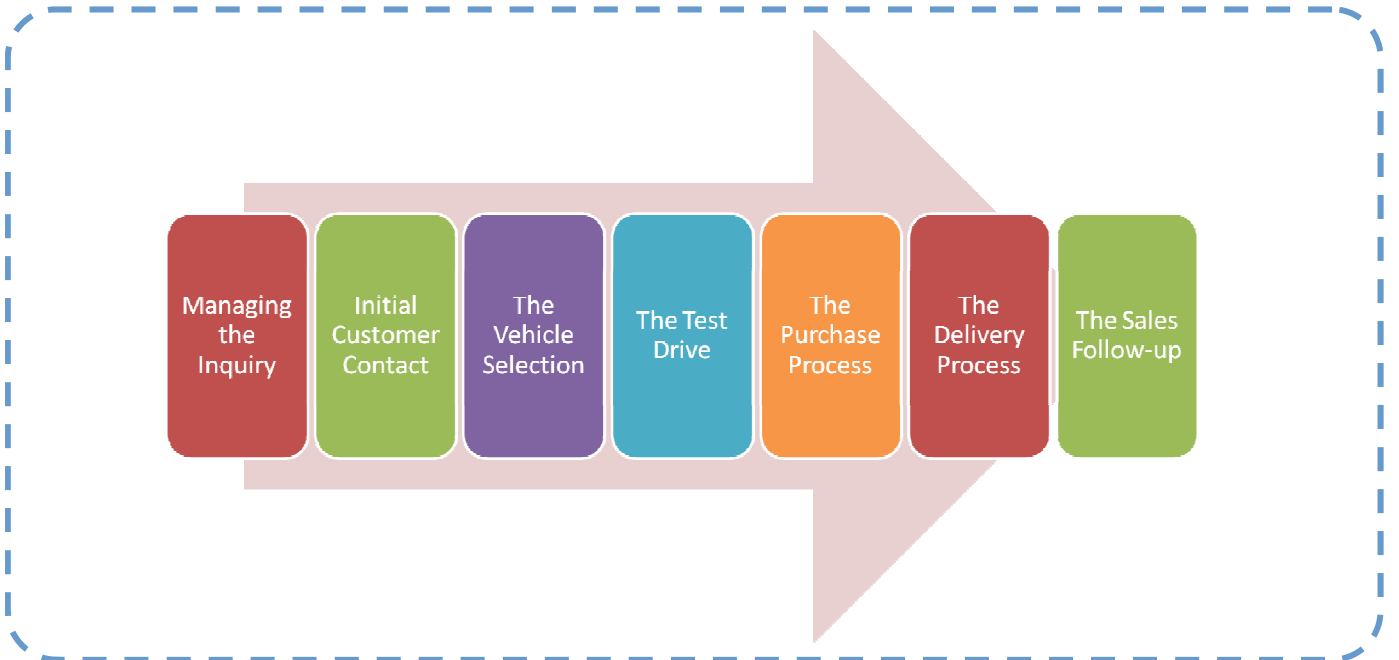 Managing
the
Inquiry
Initial
Customer
Contact
The
Vehicle
Selection
The Test
Drive
The
Purchase
Process
The
Delivery
Process
The Sales
Follow-up